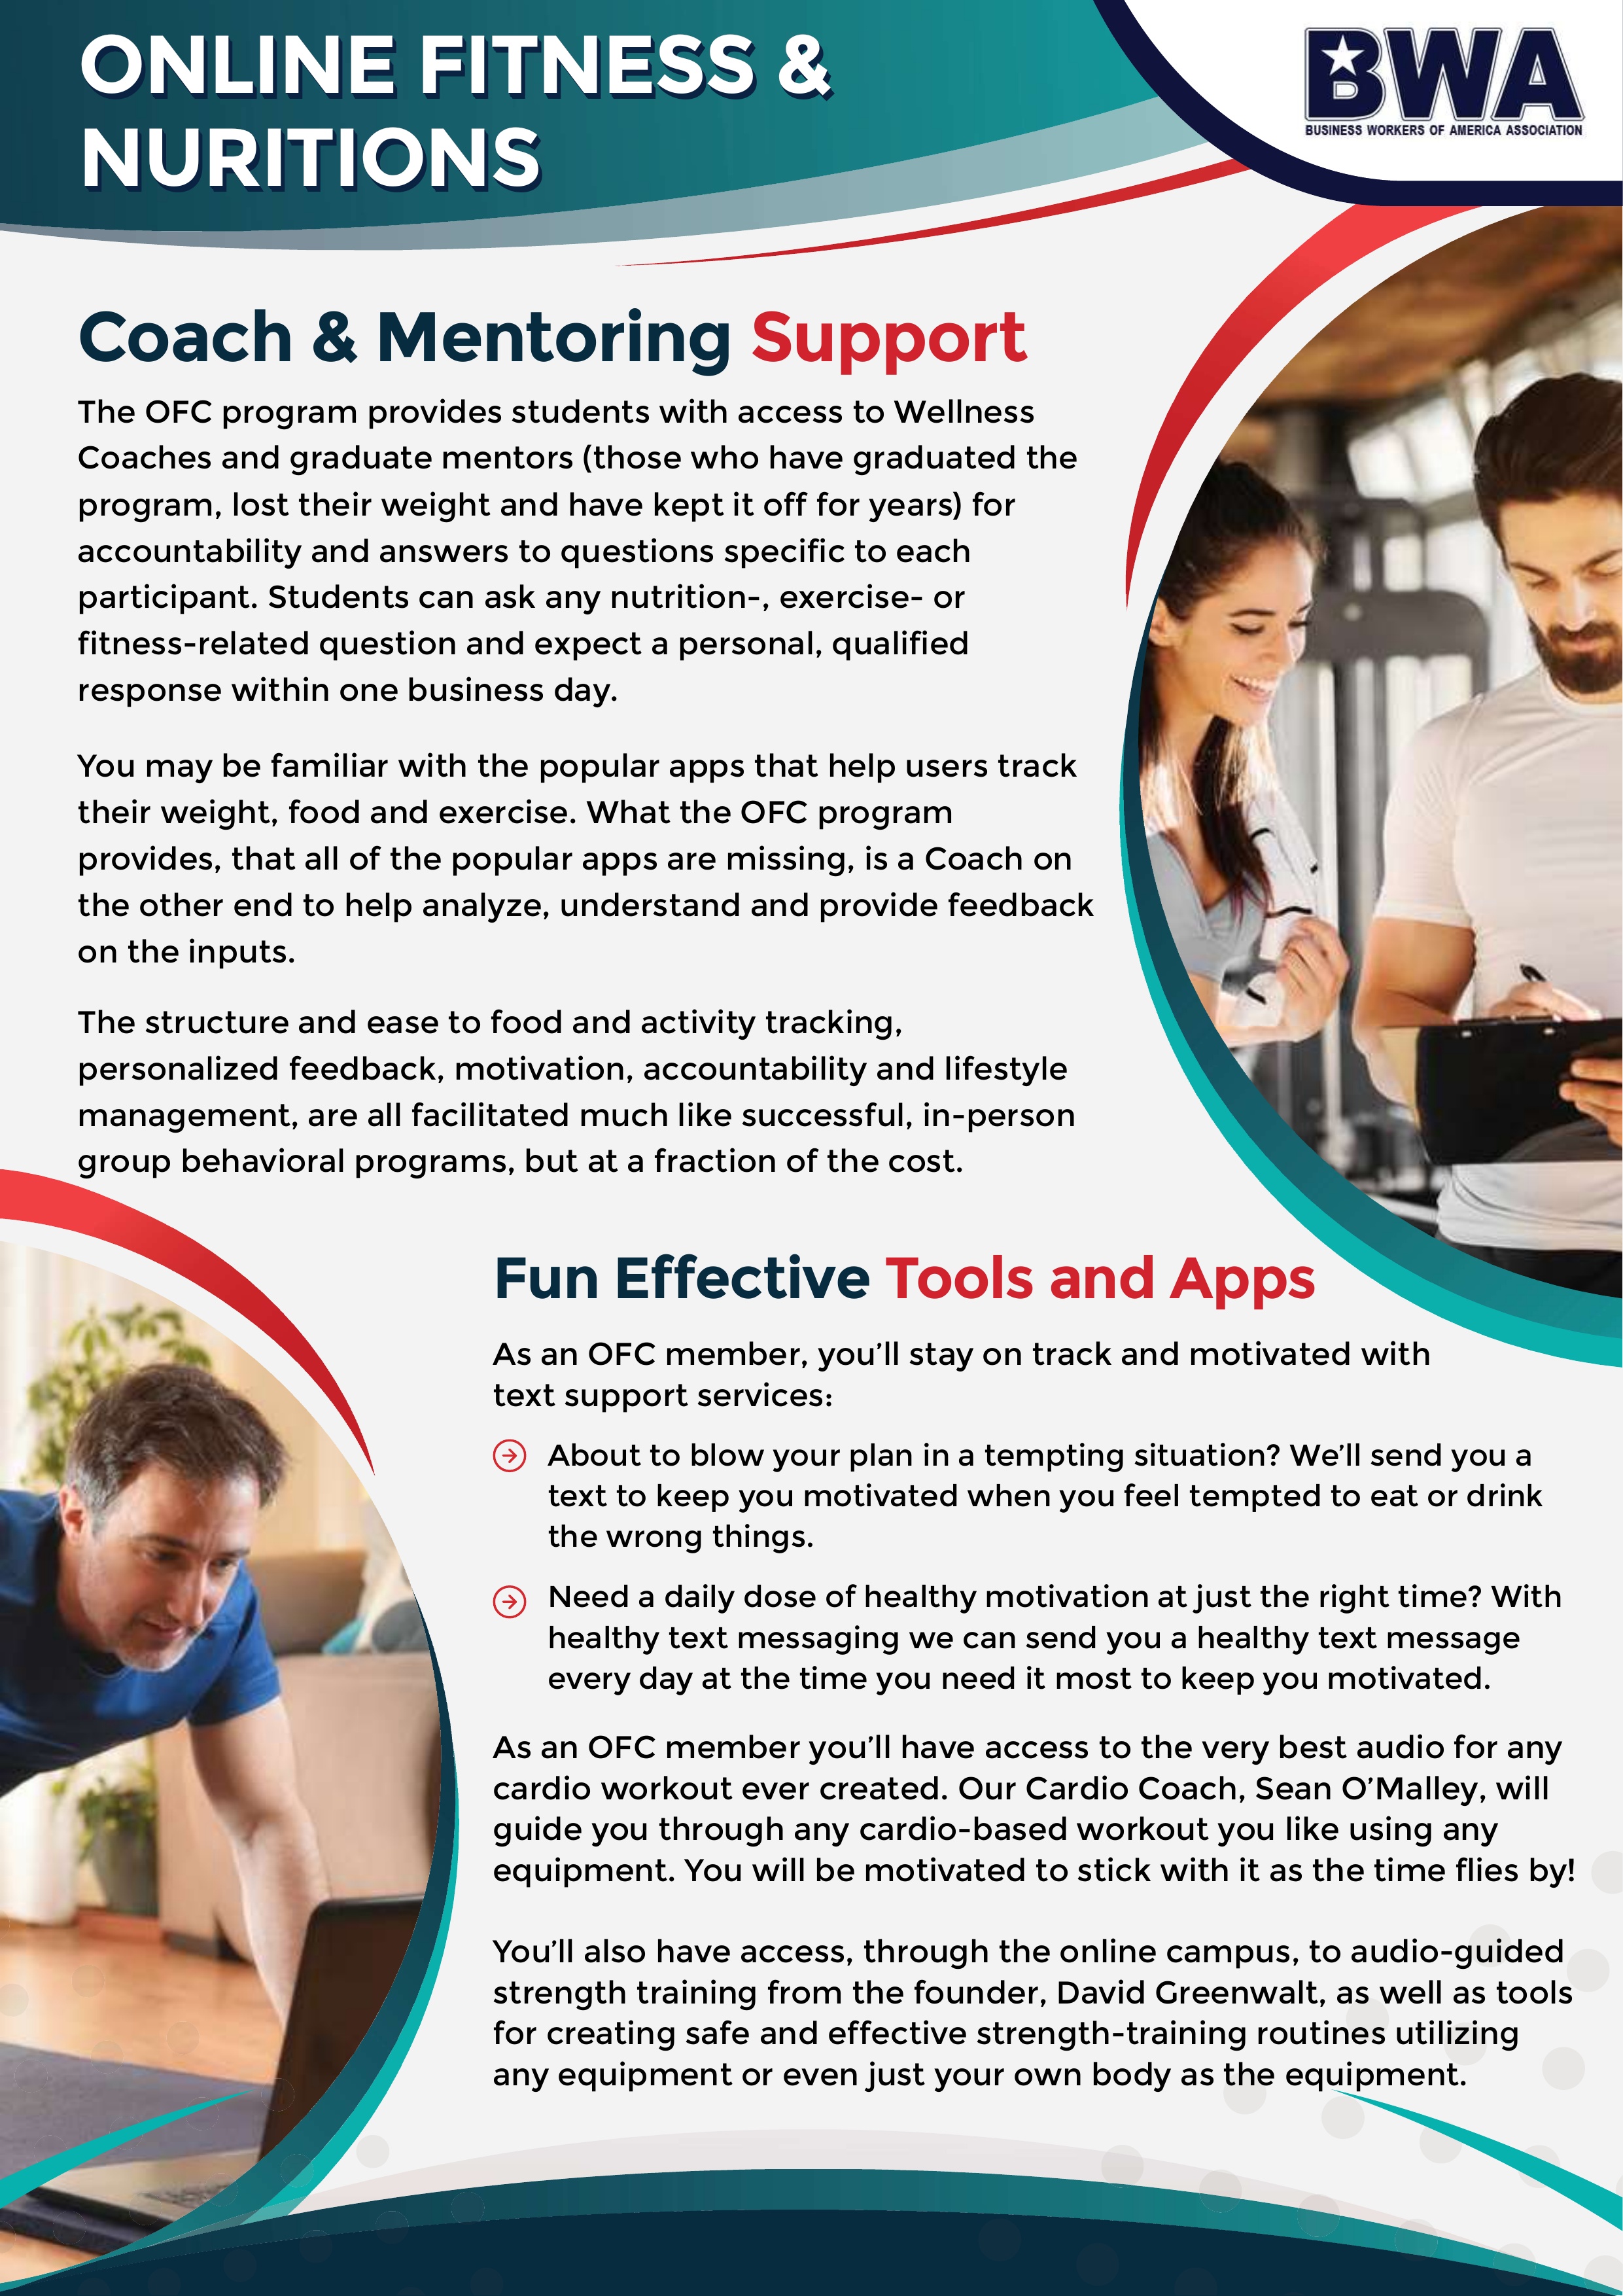 ONLINE FITNESS &
NURITIONS
BWA
BUSINESS WORKERS OF AMERICA ASSOCIATION
Coach & Mentoring Support
The OFC program provides students with access to Wellness
Coaches and graduate mentors (those who have graduated the
program, lost their weight and have kept it off for years) for
accountability and answers to questions specific to each
participant. Students can ask any nutrition-, exercise- or
fitness-related question and expect a personal, qualified
response within one business day.
You may be familiar with the popular apps that help users track
their weight, food and exercise. What the OFC program
provides, that all of the popular apps are missing, is a Coach on
the other end to help analyze, understand and provide feedback
on the inputs.
The structure and ease to food and activity tracking,
personalized feedback, motivation, accountability and lifestyle
management, are all facilitated much like successful, in-person
group behavioral programs, but at a fraction of the cost.
Fun Effective Tools and Apps
As an OFC member, you’ll stay on track and motivated with
text support services:
About to blow your plan in a tempting situation? We’ll send you a
text to keep you motivated when you feel tempted to eat or drink
the wrong things.
Need a daily dose of healthy motivation at just the right time? With
healthy text messaging we can send you a healthy text message
every day at the time you need it most to keep you motivated.
As an OFC member you’ll have access to the very best audio for any
cardio workout ever created. Our Cardio Coach, Sean O’Malley, will
guide you through any cardio-based workout you like using any
equipment. You will be motivated to stick with it as the time flies by!
You’ll also have access, through the online campus, to audio-guided
strength training from the founder, David Greenwalt, as well as tools
for creating safe and effective strength-training routines utilizing
any equipment or even just your own body as the equipment.